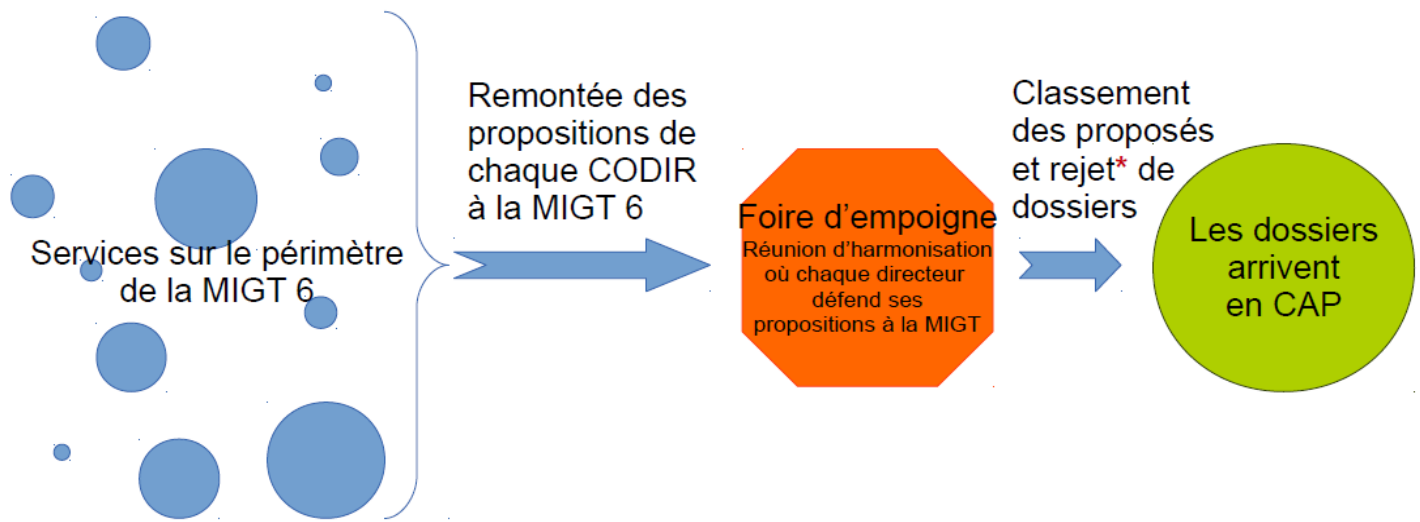 Services sur le périmètre
de la MIGT 6
Remontée des
propositions de
chaque CODIR
à la MIGT 6
Foire d’empoigne
Réunion d’harmonisation
où chaque directeur
défend ses
propositions à la MIGT
Classement
des proposés
et rejet* de
dossiers
Les dossiers
arrivent
en CAP